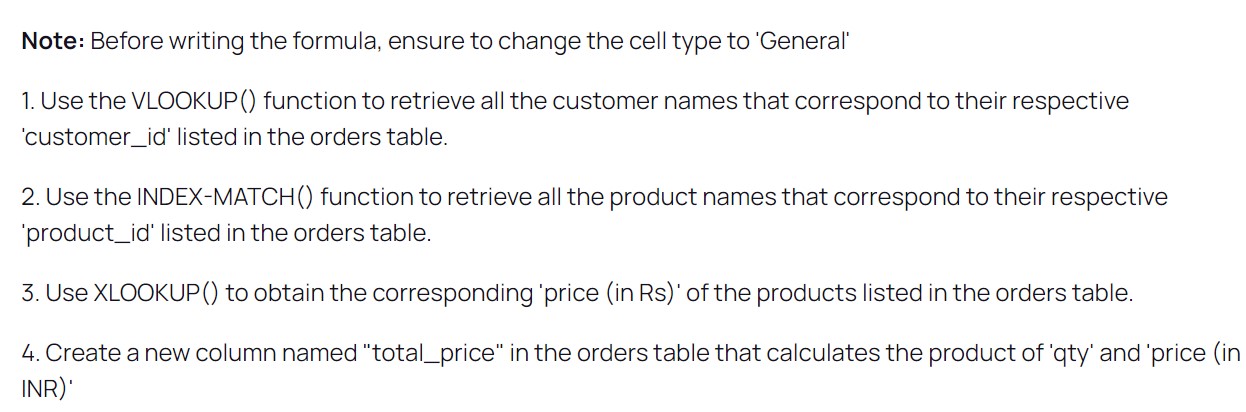 Note: Before writing the formula, ensure to change the cell type to 'General'
1. Use the VLOOKUP() function to retrieve all the customer names that correspond to their respective
'customer_id' listed in the orders table.
2. Use the INDEX-MATCH() function to retrieve all the product names that correspond to their respective
'product_id' listed in the orders table.
3. Use XLOOKUP() to obtain the corresponding 'price (in Rs)' of the products listed in the orders table.
4. Create a new column named "total_price" in the orders table that calculates the product of 'qty' and 'price (in
INR)'